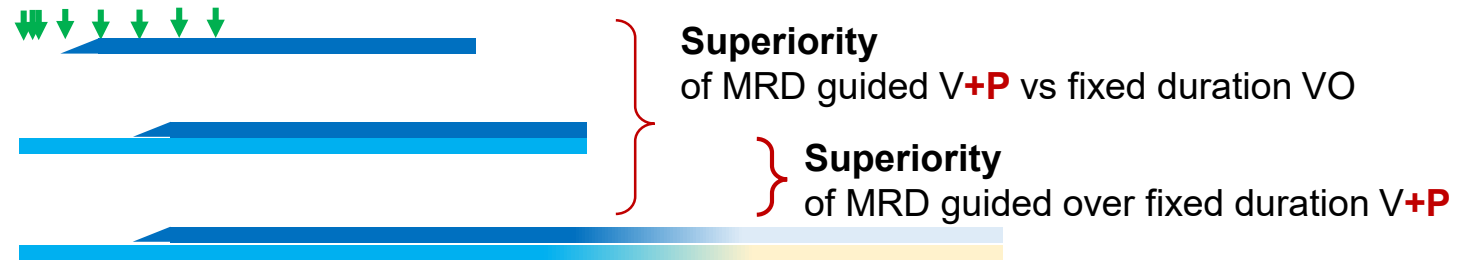 Superiority
of MRD guided V+P vs fixed duration VO
Superiority
of MRD guided over fixed duration V+P